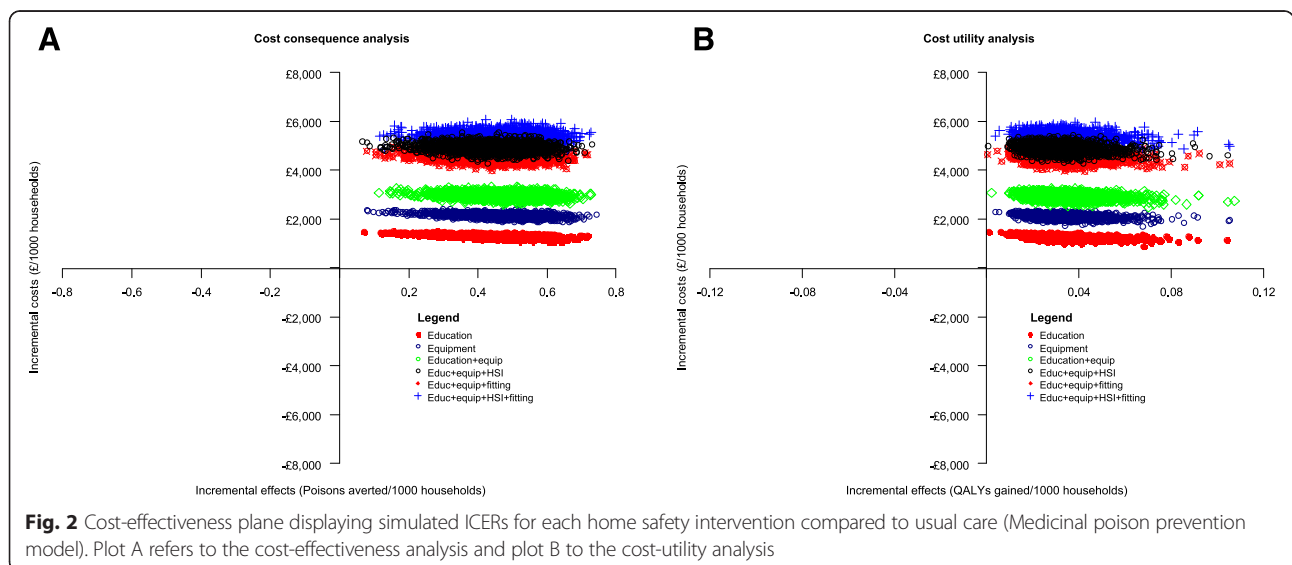 A
Cost consequence analysis
£8,000
£6,000
£4,000
£2,000
0
-£2,000
-£4,000
-£6,000
-£8,000
-0.8
-0.6
-0.4
-0.2
0.2
0.4
0.6
0.8
Incremental costs (£/1000 househeolds)
Legend
Education
Equipment
Education+equip
Educ+equip+HSI
Educ+equip+fitting
Educ+equip+HSI+fitting
Incremental effects (Poisons averted/1000 households)
B
Cost utility analysis
£8,000
£6,000
£4,000
£2,000
0
-£2,000
-£4,000
-£6,000
-£8,000
-0.12
-0.08
-0.04
0.04
0.08
0.12
Incremental costs (£/1000 households)
Legend
Education
Equipment
Education+equip
Educ+equip+HSI
Educ+equip+fitting
Educ+equip+HSI+fitting
Incremental effects (QALYs gained/1000 households)
Fig. 2 Cost-effectiveness plane displaying simulated ICERs for each home safety intervention compared to usual care (Medicinal poison prevention
model). Plot A refers to the cost-effectiveness analysis and plot B to the cost-utility analysis